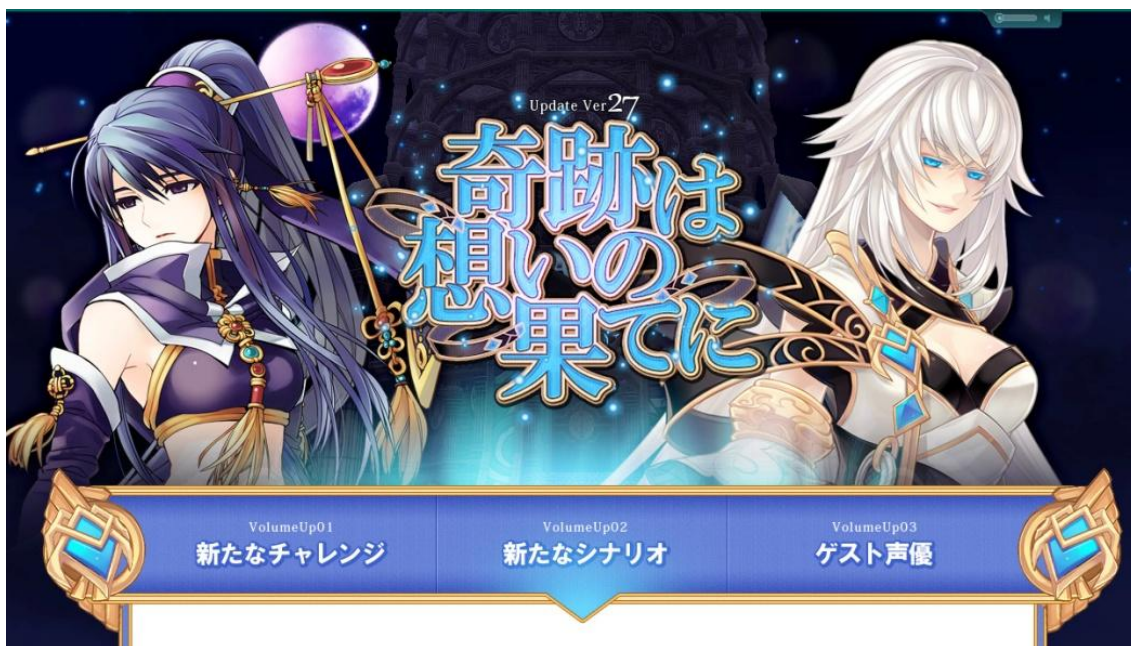 Update Ver27
奇跡は
想いの
果てに
VolumeUp01
新たなチャレンジ
VolumeUp02
新たなシナリオ
VolumeUp03
ゲスト声優